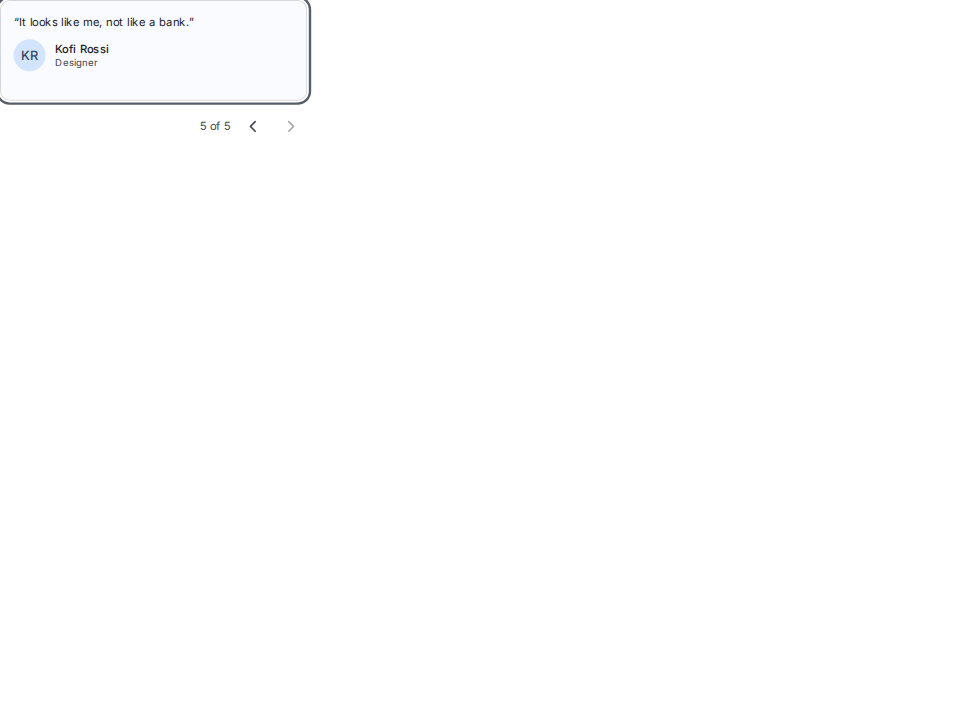 “It looks like me, not like a bank.”
KR
Kofi Rossi
Designer
5 of 5